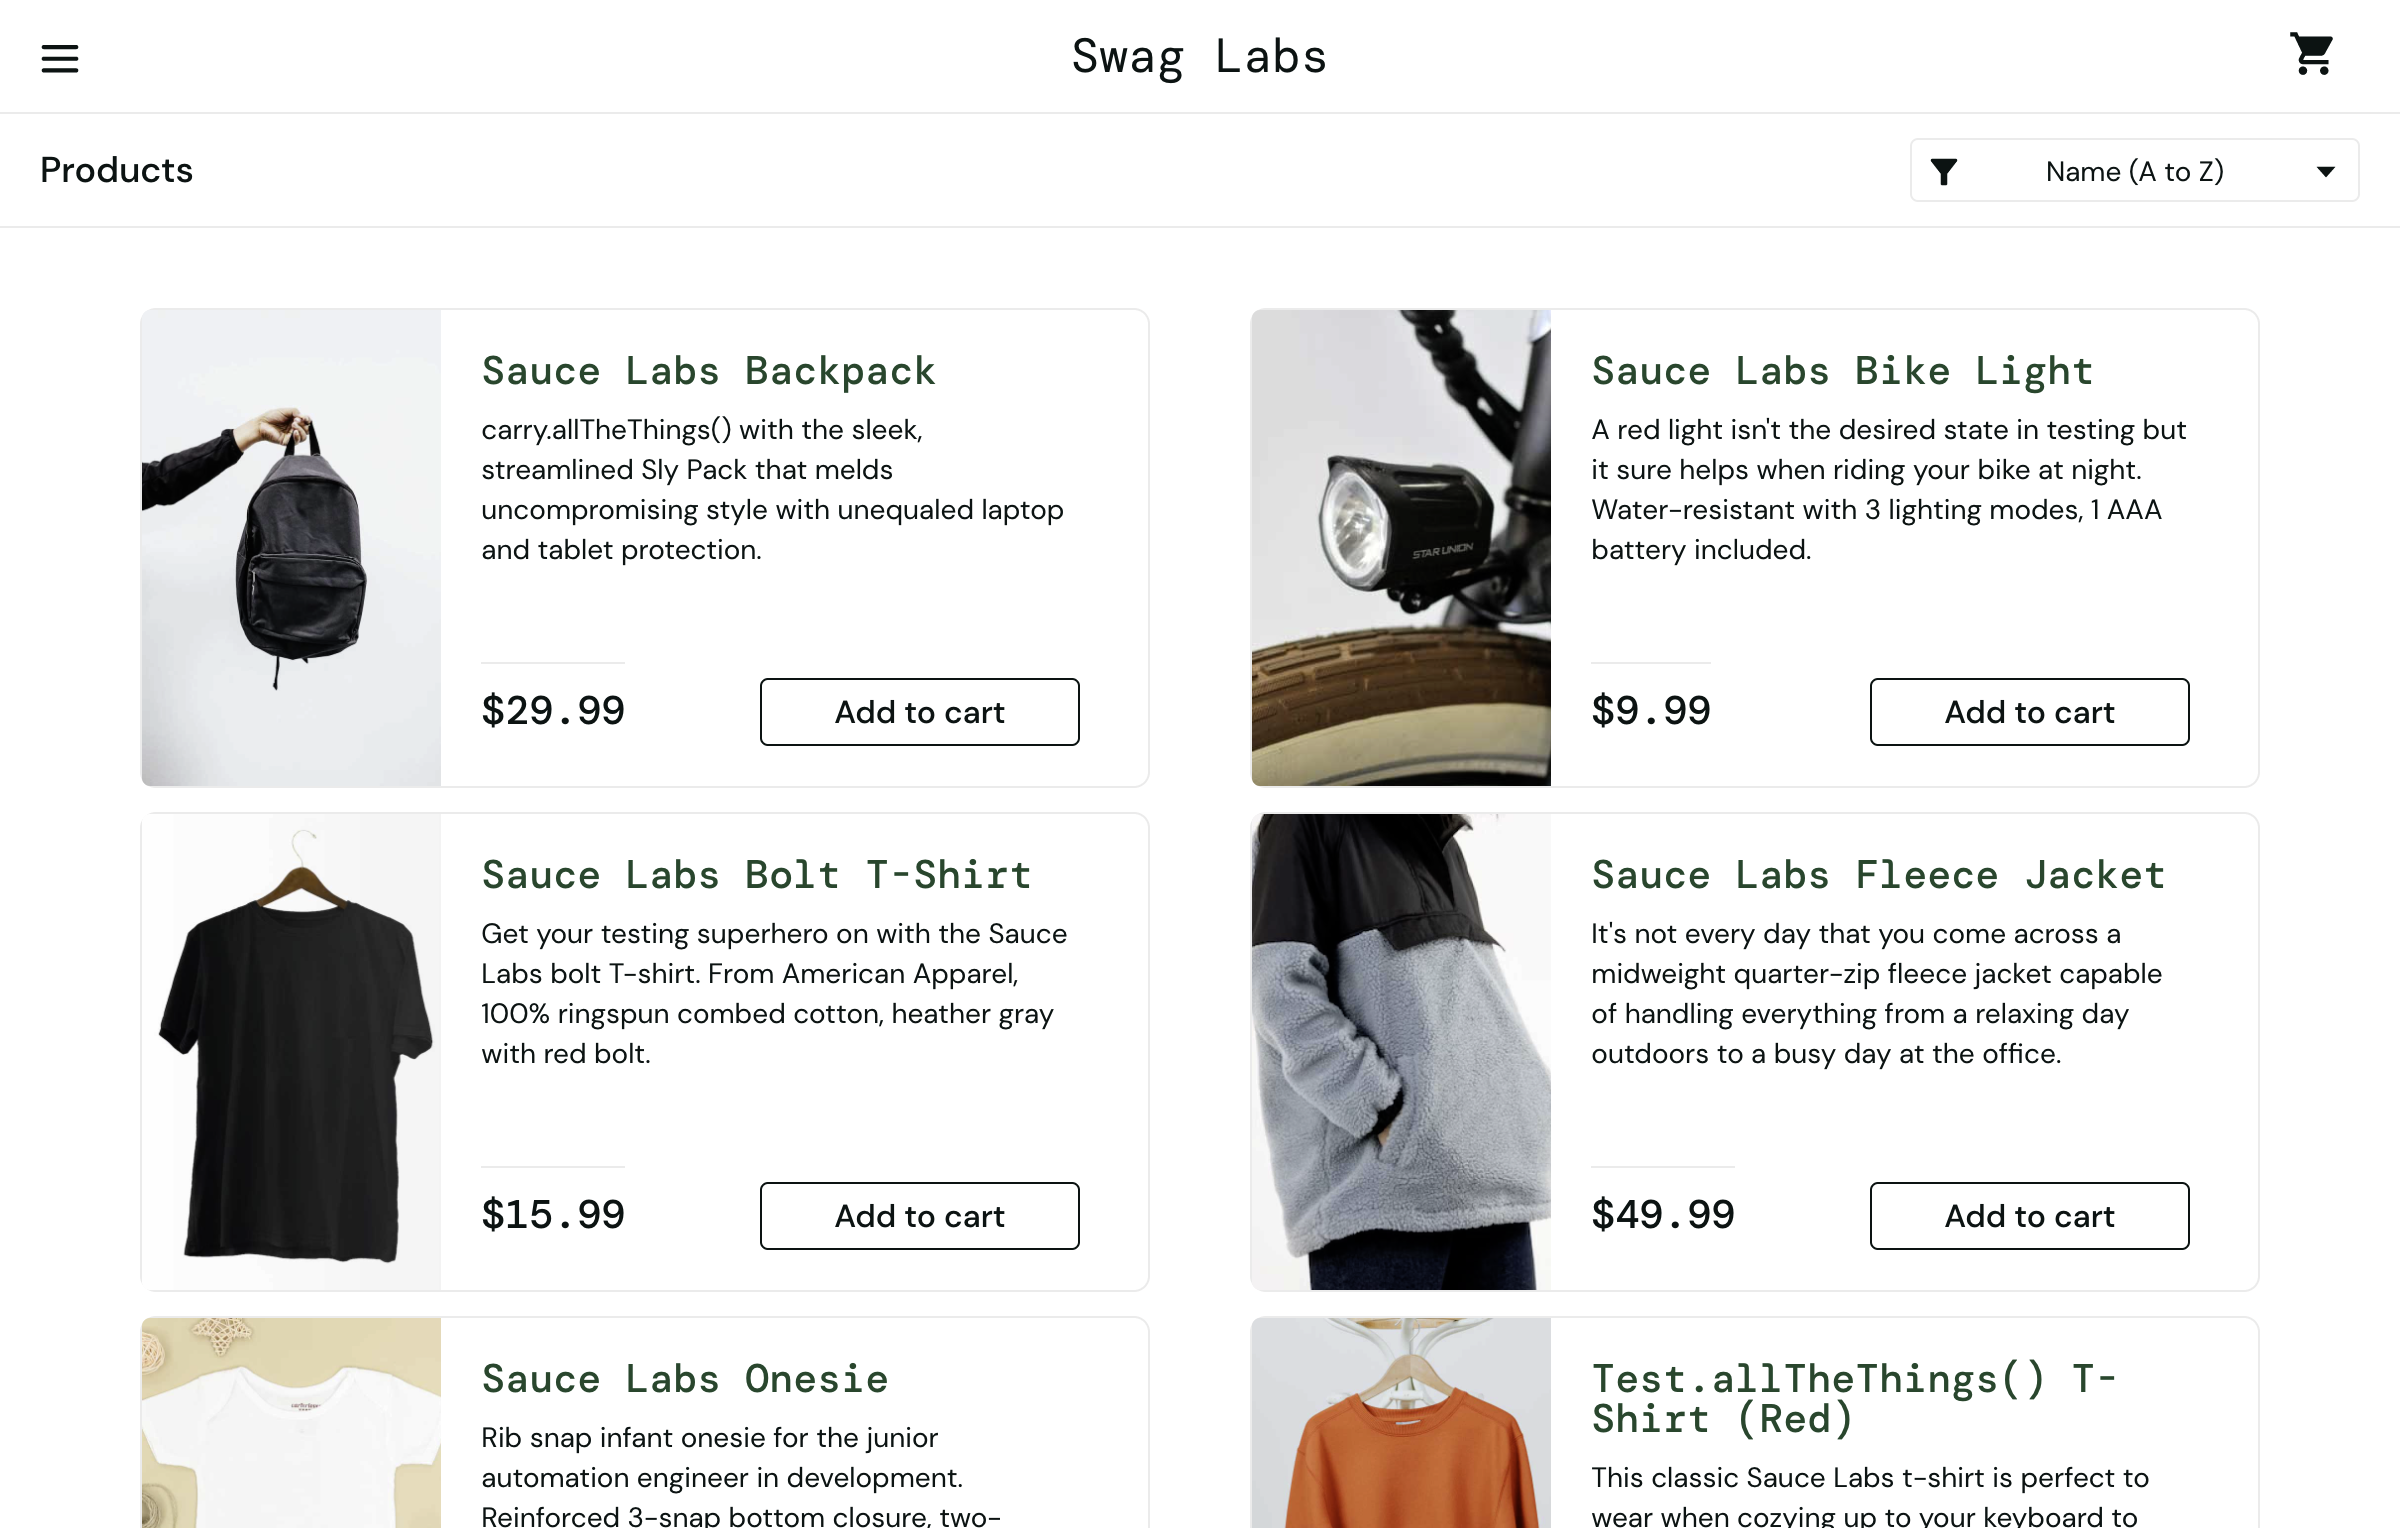 Swag Labs
Products
Name (A to Z)
Sauce Labs Backpack
carry.allTheThings() with the sleek,
streamlined Sly Pack that melds
uncompromising style with unequaled laptop
and tablet protection.
$29.99
Add to cart
Sauce Labs Bike Light
A red light isn't the desired state in testing but
it sure helps when riding your bike at night.
Water-resistant with 3 lighting modes, 1 AAA
battery included.
$9.99
Add to cart
STAR UNION
Sauce Labs Bolt T-Shirt
Get your testing superhero on with the Sauce
Labs bolt T-shirt. From American Apparel,
100% ringspun combed cotton, heather gray
with red bolt.
$15.99
Add to cart
Sauce Labs Fleece Jacket
It's not every day that you come across a
midweight quarter-zip fleece jacket capable
of handling everything from a relaxing day
outdoors to a busy day at the office.
$49.99
Add to cart
Sauce Labs Onesie
Rib snap infant onesie for the junior
automation engineer in development.
Reinforced 3-snap bottom closure, two-
Test.allTheThings() T-
Shirt (Red)
This classic Sauce Labs t-shirt is perfect to
wear when cozying up to your keyboard to